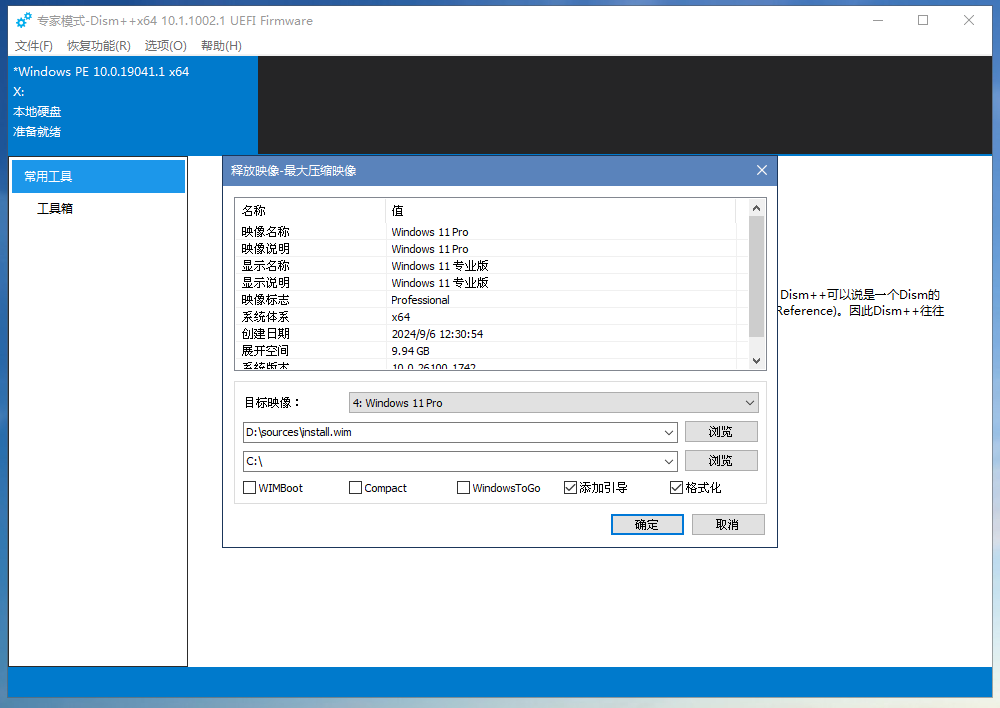 专家模式-Dism++x64 10.1.1002.1 UEFI Firmware
文件(F) 恢复功能(R) 选项(O) 帮助(H)
*Windows PE 10.0.19041.1 x64
X:
本地硬盘
准备就绪
常用工具
工具箱
释放映像-最大压缩映像
名称 值
映像名称 Windows 11 Pro
映像说明 Windows 11 Pro
显示名称 Windows 11 专业版
显示说明 Windows 11 专业版
映像标志 Professional
系统体系 x64
创建日期 2024/9/6 12:30:54
展开空间 9.94 GB
系统版本 10.0.26100.1742
Dism++可以说是一个Dism的
Reference)。因此Dism++往往
目标映像： 4: Windows 11 Pro
D:\sources\install.wim 浏览
C:\ 浏览
WIMBoot Compact WindowsToGo 添加引导 格式化
确定 取消